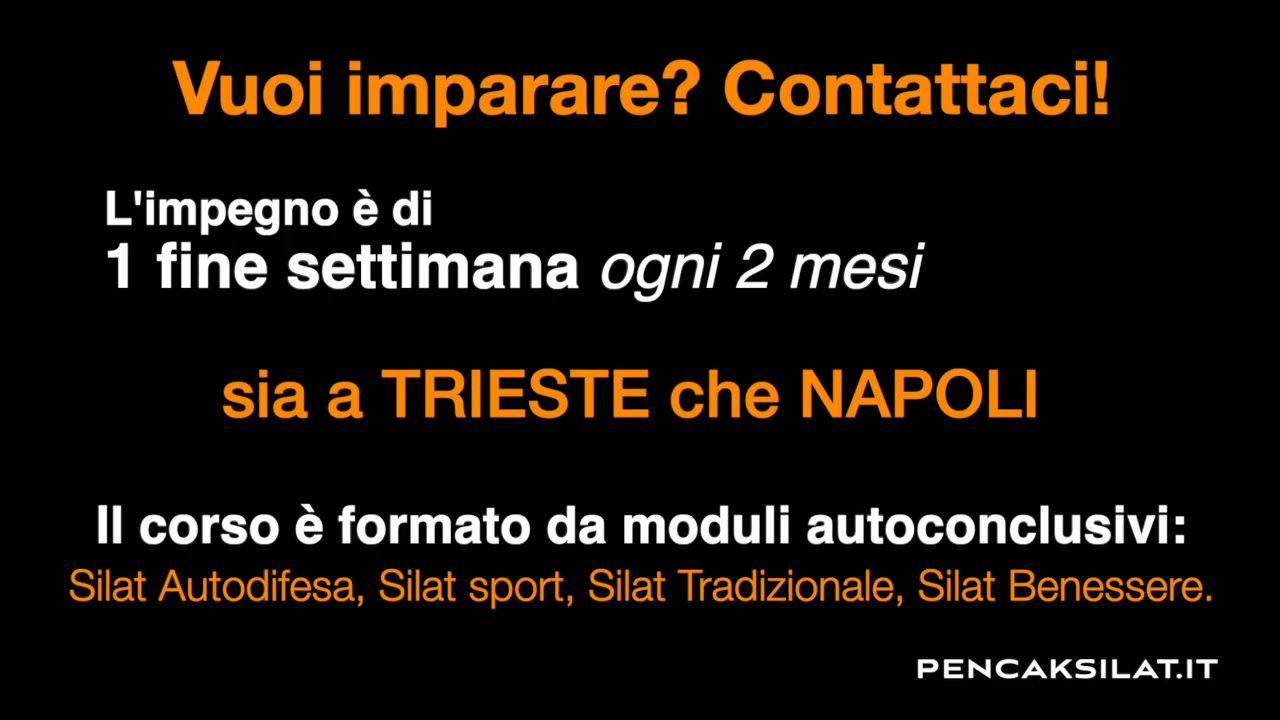 Vuoi imparare? Contattaci!
L'impegno è di
1 fine settimana ogni 2 mesi
sia a TRIESTE che NAPOLI
Il corso è formato da moduli autoconclusivi:
Silat Autodifesa, Silat sport, Silat Tradizionale, Silat Benessere.
PENCAKSILAT.IT